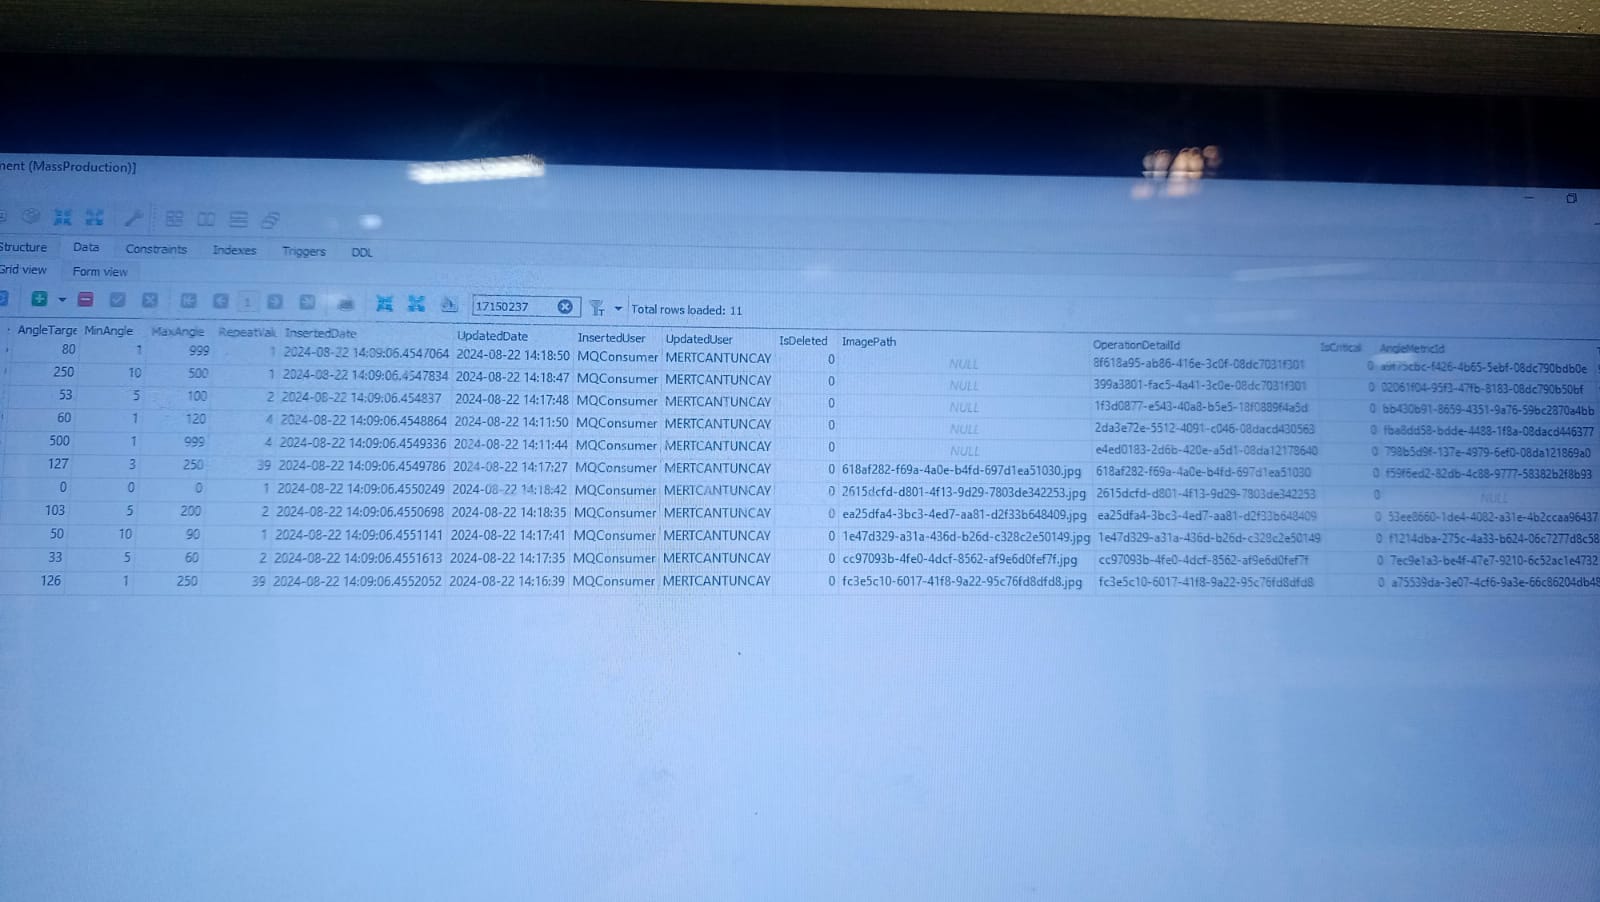 ment (MassProduction)]
Structure Data Constraints Indexes Triggers DDL
Grid view Form view
1 17150237 Total rows loaded: 11
AngleTarge MinAngle MaxAngle RepeatValu InsertedDate UpdatedDate InsertedUser UpdatedUser IsDeleted ImagePath OperationDetailId IsCritical AngleMetricId
80 1 999 1 2024-08-22 14:09:06.4547064 2024-08-22 14:18:50 MQConsumer MERTCANTUNCAY 0 NULL 8f618a95-ab86-416e-3c0f-08dc7031f301 0
250 10 500 1 2024-08-22 14:09:06.4547834 2024-08-22 14:18:47 MQConsumer MERTCANTUNCAY 0 NULL 399a3801-fac5-4a41-3c0e-08dc7031f301 0 02061f04-95f3-47fb-8183-08dc790b50bf
53 5 100 2 2024-08-22 14:09:06.454837 2024-08-22 14:17:48 MQConsumer MERTCANTUNCAY 0 NULL 1f3d0877-e543-40a8-b5e5-18f0889f4a5d 0 bb430b91-8659-4351-9a76-59bc2870a4bb
60 1 120 4 2024-08-22 14:09:06.4548864 2024-08-22 14:11:50 MQConsumer MERTCANTUNCAY 0 NULL 2da3e72e-5512-4091-c046-08dacd430563 0 fba8dd58-bdde-4488-1f8a-08dacd446377
500 1 999 4 2024-08-22 14:09:06.4549336 2024-08-22 14:11:44 MQConsumer MERTCANTUNCAY 0 NULL e4ed0183-2d6b-420e-a5d1-08da12178640 0 798b5d9f-137e-4979-6ef0-08da121869a0
127 3 250 39 2024-08-22 14:09:06.4549786 2024-08-22 14:17:27 MQConsumer MERTCANTUNCAY 0 618af282-f69a-4a0e-b4fd-697d1ea51030.jpg 618af282-f69a-4a0e-b4fd-697d1ea51030 0 f59f6ed2-82db-4c88-9777-58382b2f8b93
0 0 0 1 2024-08-22 14:09:06.4550249 2024-08-22 14:18:42 MQConsumer MERTCANTUNCAY 0 2615dcfd-d801-4f13-9d29-7803de342253.jpg 2615dcfd-d801-4f13-9d29-7803de342253 0 NULL
103 5 200 2 2024-08-22 14:09:06.4550698 2024-08-22 14:18:35 MQConsumer MERTCANTUNCAY 0 ea25dfa4-3bc3-4ed7-aa81-d2f33b648409.jpg ea25dfa4-3bc3-4ed7-aa81-d2f33b648409 0 53ee8660-1de4-4082-a31e-4b2ccaa96437
50 10 90 1 2024-08-22 14:09:06.4551141 2024-08-22 14:17:41 MQConsumer MERTCANTUNCAY 0 1e47d329-a31a-436d-b26d-c328c2e50149.jpg 1e47d329-a31a-436d-b26d-c328c2e50149 0 f1214dba-275c-4a33-b624-06c7277d8c58
33 5 60 2 2024-08-22 14:09:06.4551613 2024-08-22 14:17:35 MQConsumer MERTCANTUNCAY 0 cc97093b-4fe0-4dcf-8562-af9e6d0fef7f.jpg cc97093b-4fe0-4dcf-8562-af9e6d0fef7f 0 7ec9e1a3-be4f-47e7-9210-6c52ac1e4732
126 1 250 39 2024-08-22 14:09:06.4552052 2024-08-22 14:16:39 MQConsumer MERTCANTUNCAY 0 fc3e5c10-6017-41f8-9a22-95c76fd8dfd8.jpg fc3e5c10-6017-41f8-9a22-95c76fd8dfd8 0 a75539da-3e07-4cf6-9a3e-66c86204db48